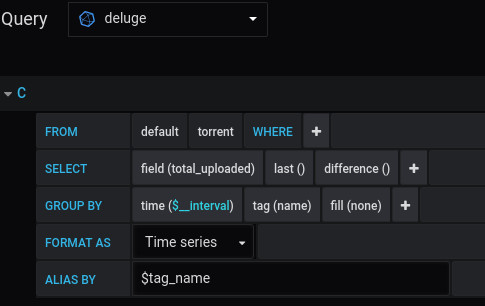 Query deluge
C
FROM default torrent WHERE +
SELECT field (total_uploaded) last () difference () +
GROUP BY time ($__interval) tag (name) fill (none) +
FORMAT AS Time series
ALIAS BY $tag_name